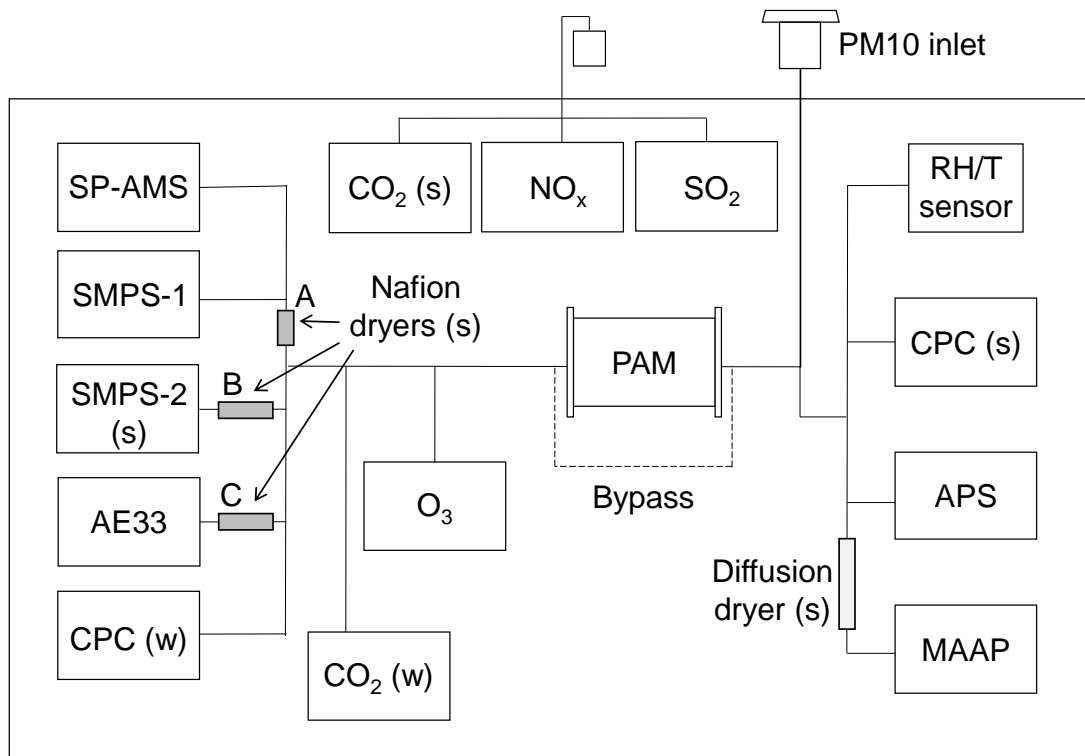 PM10 inlet
SP-AMS
CO₂ (s)
NOₓ
SO₂
RH/T
sensor
SMPS-1
A
Nafion
dryers (s)
PAM
CPC (s)
B
SMPS-2
(s)
C
AE33
O₃
Bypass
APS
Diffusion
dryer (s)
CPC (w)
CO₂ (w)
MAAP